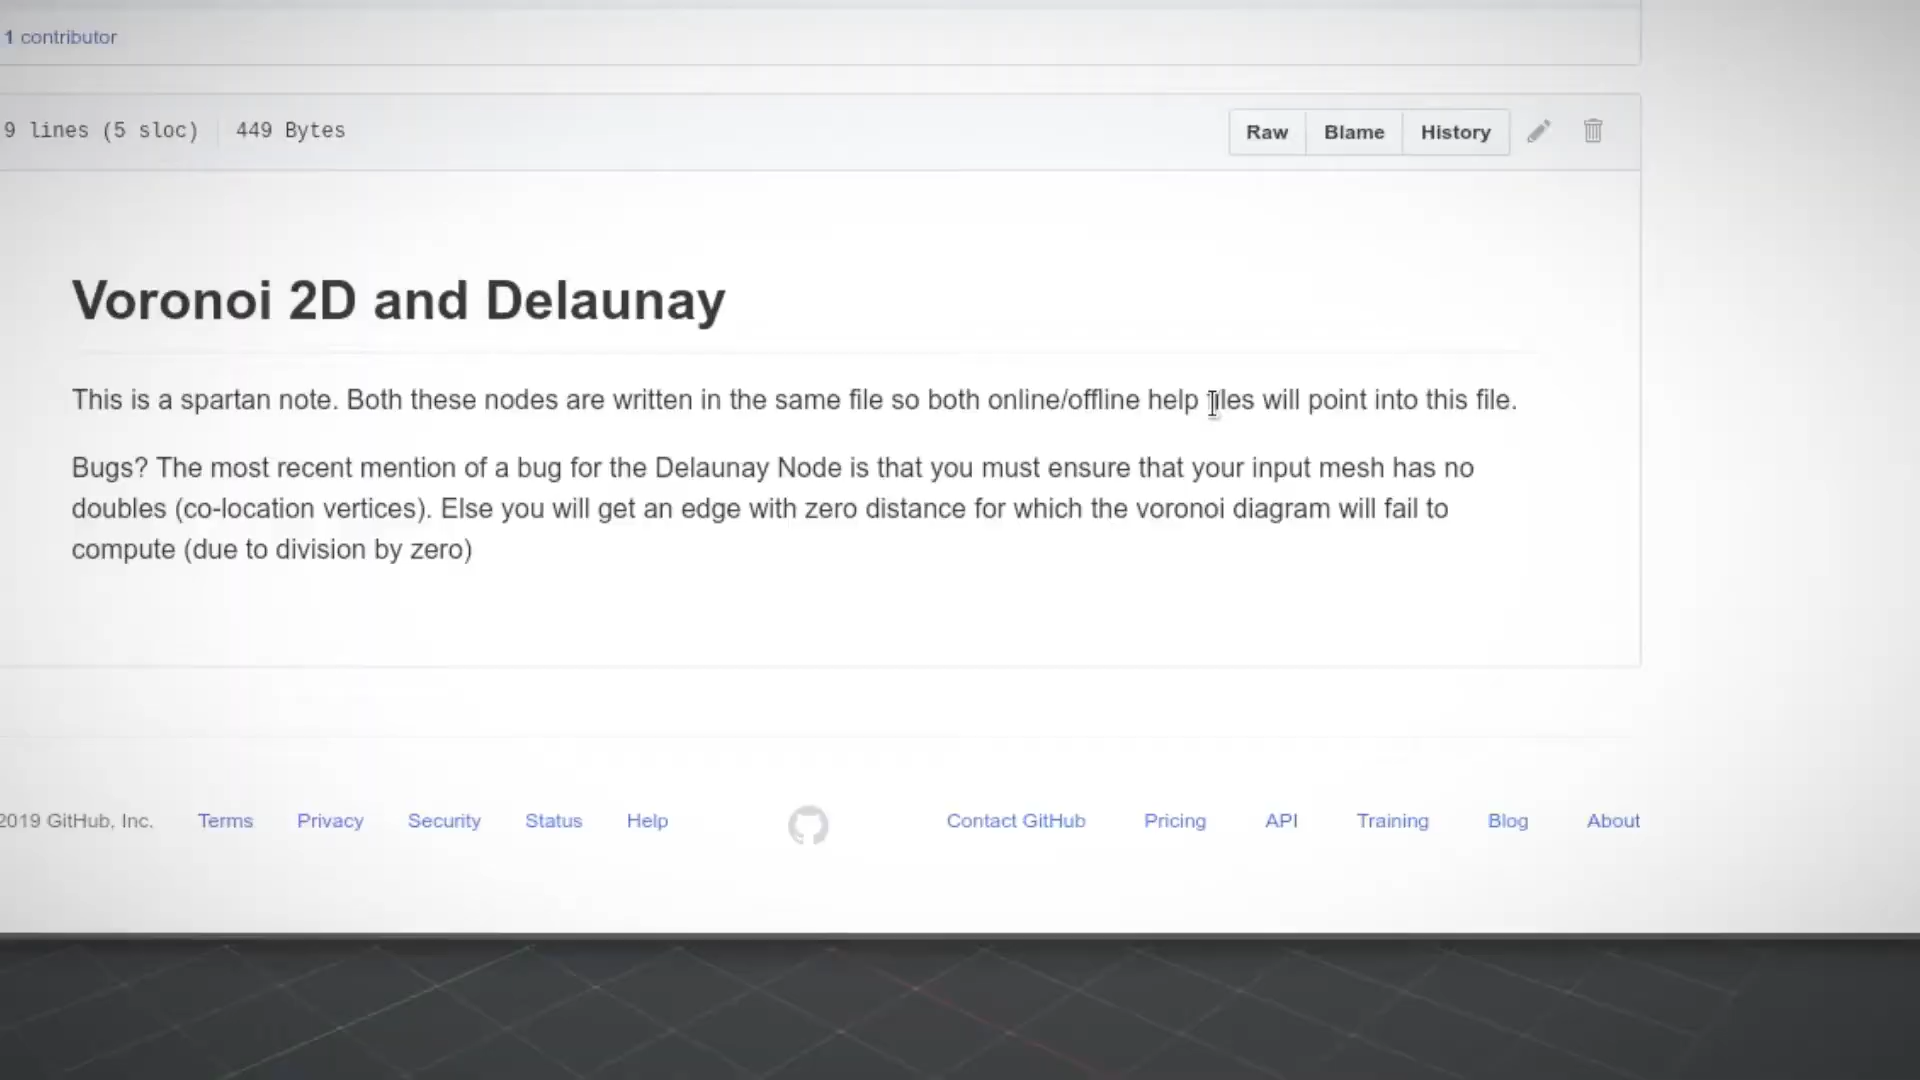 1 contributor
9 lines (5 sloc) 449 Bytes
Raw Blame History
Voronoi 2D and Delaunay
This is a spartan note. Both these nodes are written in the same file so both online/offline help files will point into this file.
Bugs? The most recent mention of a bug for the Delaunay Node is that you must ensure that your input mesh has no
doubles (co-location vertices). Else you will get an edge with zero distance for which the voronoi diagram will fail to
compute (due to division by zero)
2019 GitHub, Inc. Terms Privacy Security Status Help Contact GitHub Pricing API Training Blog About